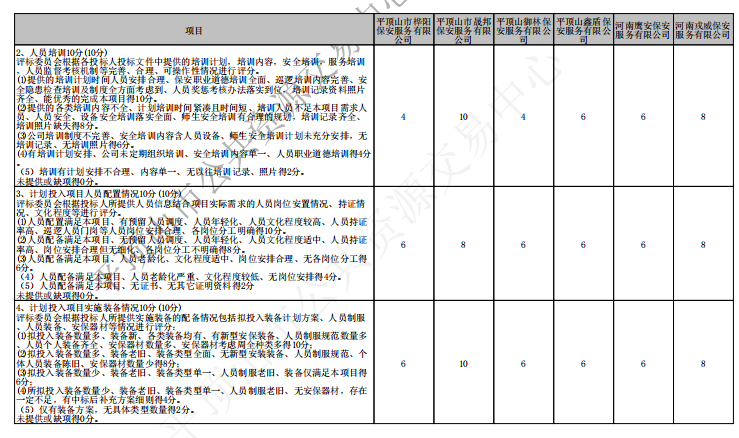 项目
平顶山市桦阳保安服务有限公司
平顶山市晟邦保安服务有限公司
平顶山御林保安服务有限公司
平顶山鑫盾保安服务有限公司
河南鹰安保安服务有限公司
河南戎威保安服务有限公司
2、人员培训10分(10分)
评标委员会根据各投标人投标文件中提供的培训计划，培训内容，安全培训、服务培训
、人员监督考核机制等完善、合理、可操作性情况进行评分。
(1)提供的培训计划时间人员安排合理、保安职业道德培训全面、巡逻培训内容完善、安
全隐患检查培训及制度全方面考虑到、人员奖惩考核办法落实到位，培训记录资料照片
齐全、能优秀的完成本项目得10分。
(2)提供的各类培训内容不全、计划培训时间紧凑且时间短、培训人员不足本项目需求人
员、人员安全、设备安全培训落实全面、师生安全培训有合理的规划，培训记录齐全、
培训照片缺失得8分。
(3)公司培训制度不完善、安全培训内容含人员设备、师生安全培训计划未充分安排，无
培训记录、无培训照片得6分。
(4)有培训计划安排、公司未定期组织培训、安全培训内容单一、人员职业道德培训得4分
。
（5）培训有计划安排不合理、内容单一、无以往培训记录、照片得2分。
未提供或缺项得0分。
4 10 4 6 6 8
3、计划投入项目人员配置情况10分(10分)
评标委员会根据投标人所提供人员信息结合项目实际需求的人员岗位安置情况、持证情
况、文化程度等进行评分。
(1)人员配置满足本项目、有预留人员调度、人员年轻化、人员文化程度较高、人员持证
率高、巡逻人员门岗等人员岗位安排合理、各岗位分工明确得10分。
(2)人员配备满足本项目、无预留人员调度、人员年轻化、人员文化程度适中、人员持证
率高、岗位安排合理但无细化、各岗位分工不明确得8分。
(3)人员配备满足本项目、人员老龄化、文化程度适中、岗位安排合理、无各岗位分工得
6分。
（4）人员配备满足本项目、人员老龄化严重、文化程度较低、无岗位安排得4分。
（5）人员配备满足本项目、无证书、无其它证明资料得2分
未提供或缺项得0分。
6 8 6 6 6 8
4、计划投入项目实施装备情况10分(10分)
评标委员会根据投标人所提供实施装备的配备情况包括拟投入装备计划方案、人员制服
、人员装备、安保器材等情况进行评分:
(1)拟投入装备数量多、装备新、各类装备均有、有新型安保装备、人员制服规范数量多
、人员个人装备齐全、安保器材数量多、安保器材考虑周全种类多得10分;
(2)拟投入装备数量多、装备老旧、装备类型全面、无新型安装装备、人员制服规范、个
体人员装备陈旧、安保器材数量少得8分;
(3)拟投入装备数量少、装备老旧、装备类型单一、人员制服老旧、装备仅满足本项目得
6分;
(4)所拟投入装备数量少、装备老旧、装备类型单一、人员制服老旧、无安保器材，存在
一定不足，有中标后补充方案细则得4分。
（5）仅有装备方案，无具体类型数量得2分。
未提供或缺项得0分。
6 10 6 6 6 8